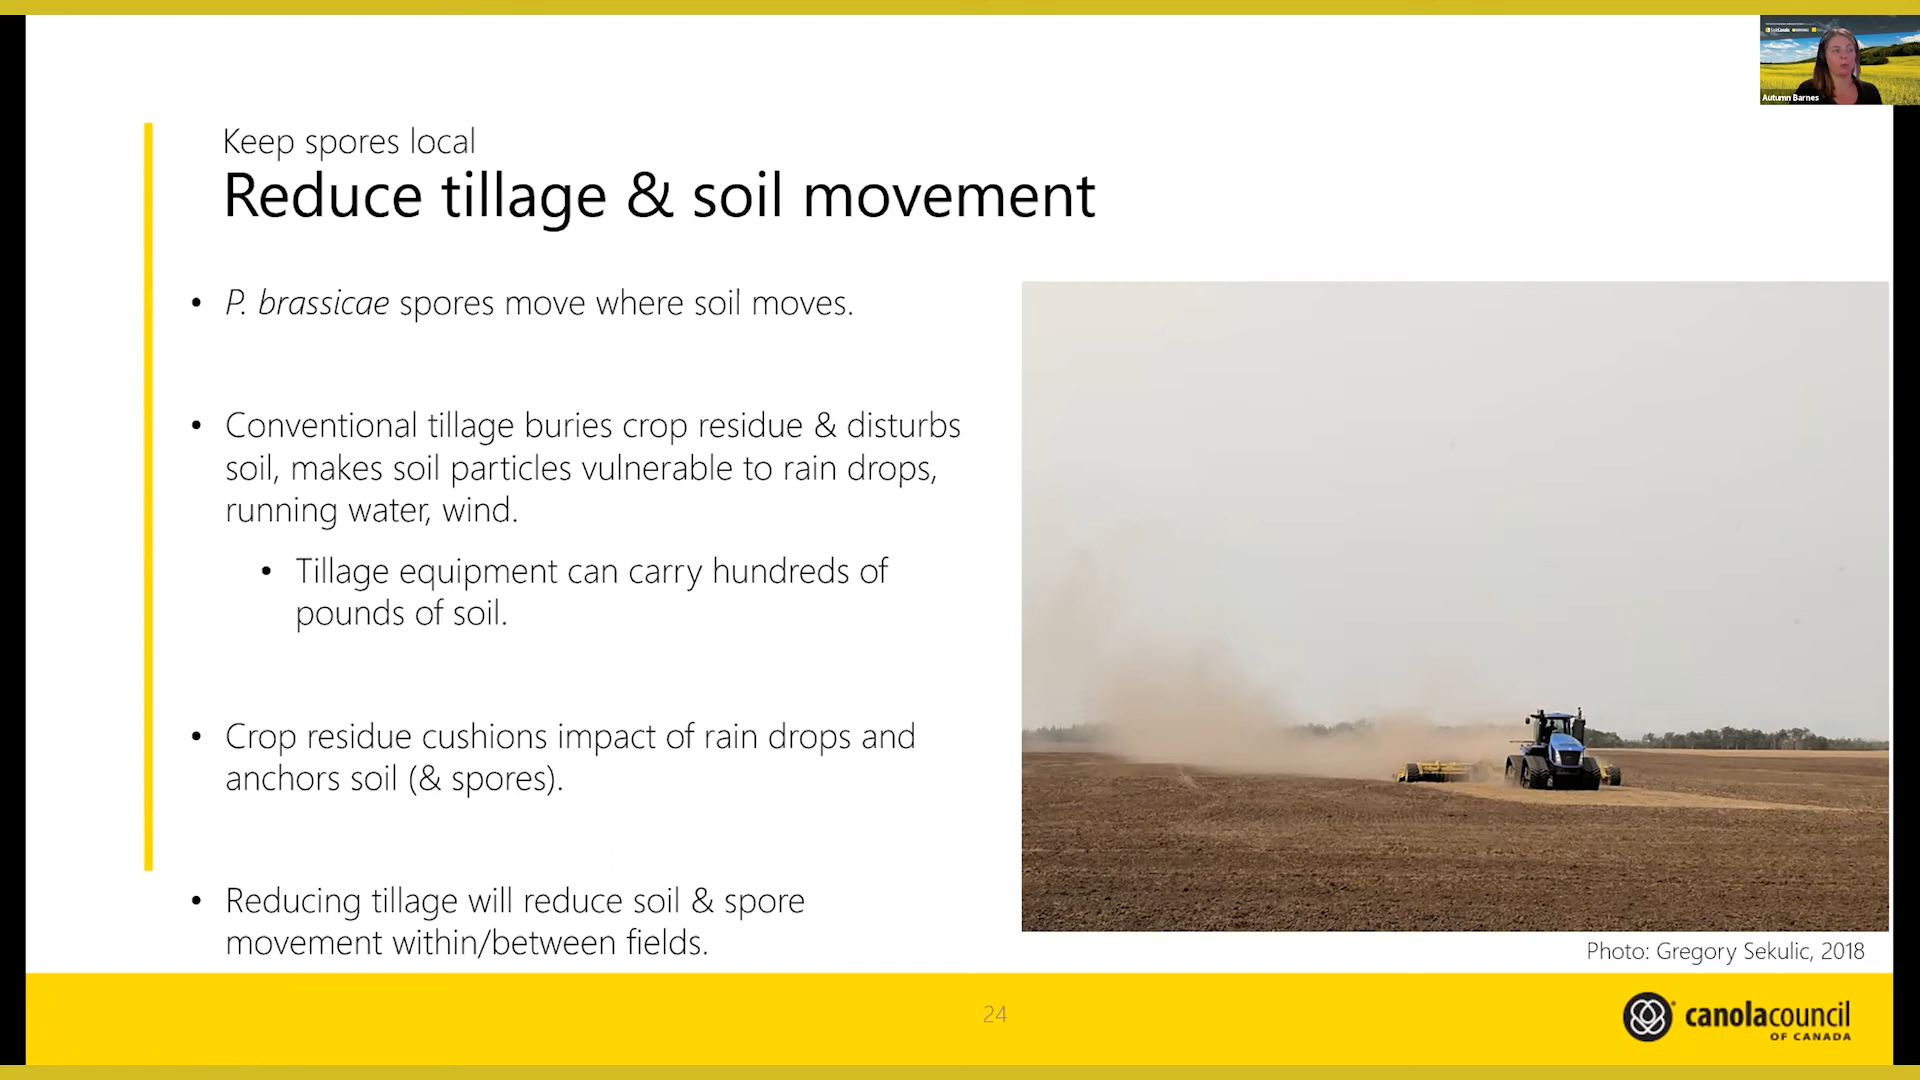 Autumn Barnes
Keep spores local
Reduce tillage & soil movement
• P. brassicae spores move where soil moves.
• Conventional tillage buries crop residue & disturbs
soil, makes soil particles vulnerable to rain drops,
running water, wind.
• Tillage equipment can carry hundreds of
pounds of soil.
• Crop residue cushions impact of rain drops and
anchors soil (& spores).
• Reducing tillage will reduce soil & spore
movement within/between fields.
Photo: Gregory Sekulic, 2018
24
canolacouncil
OF CANADA